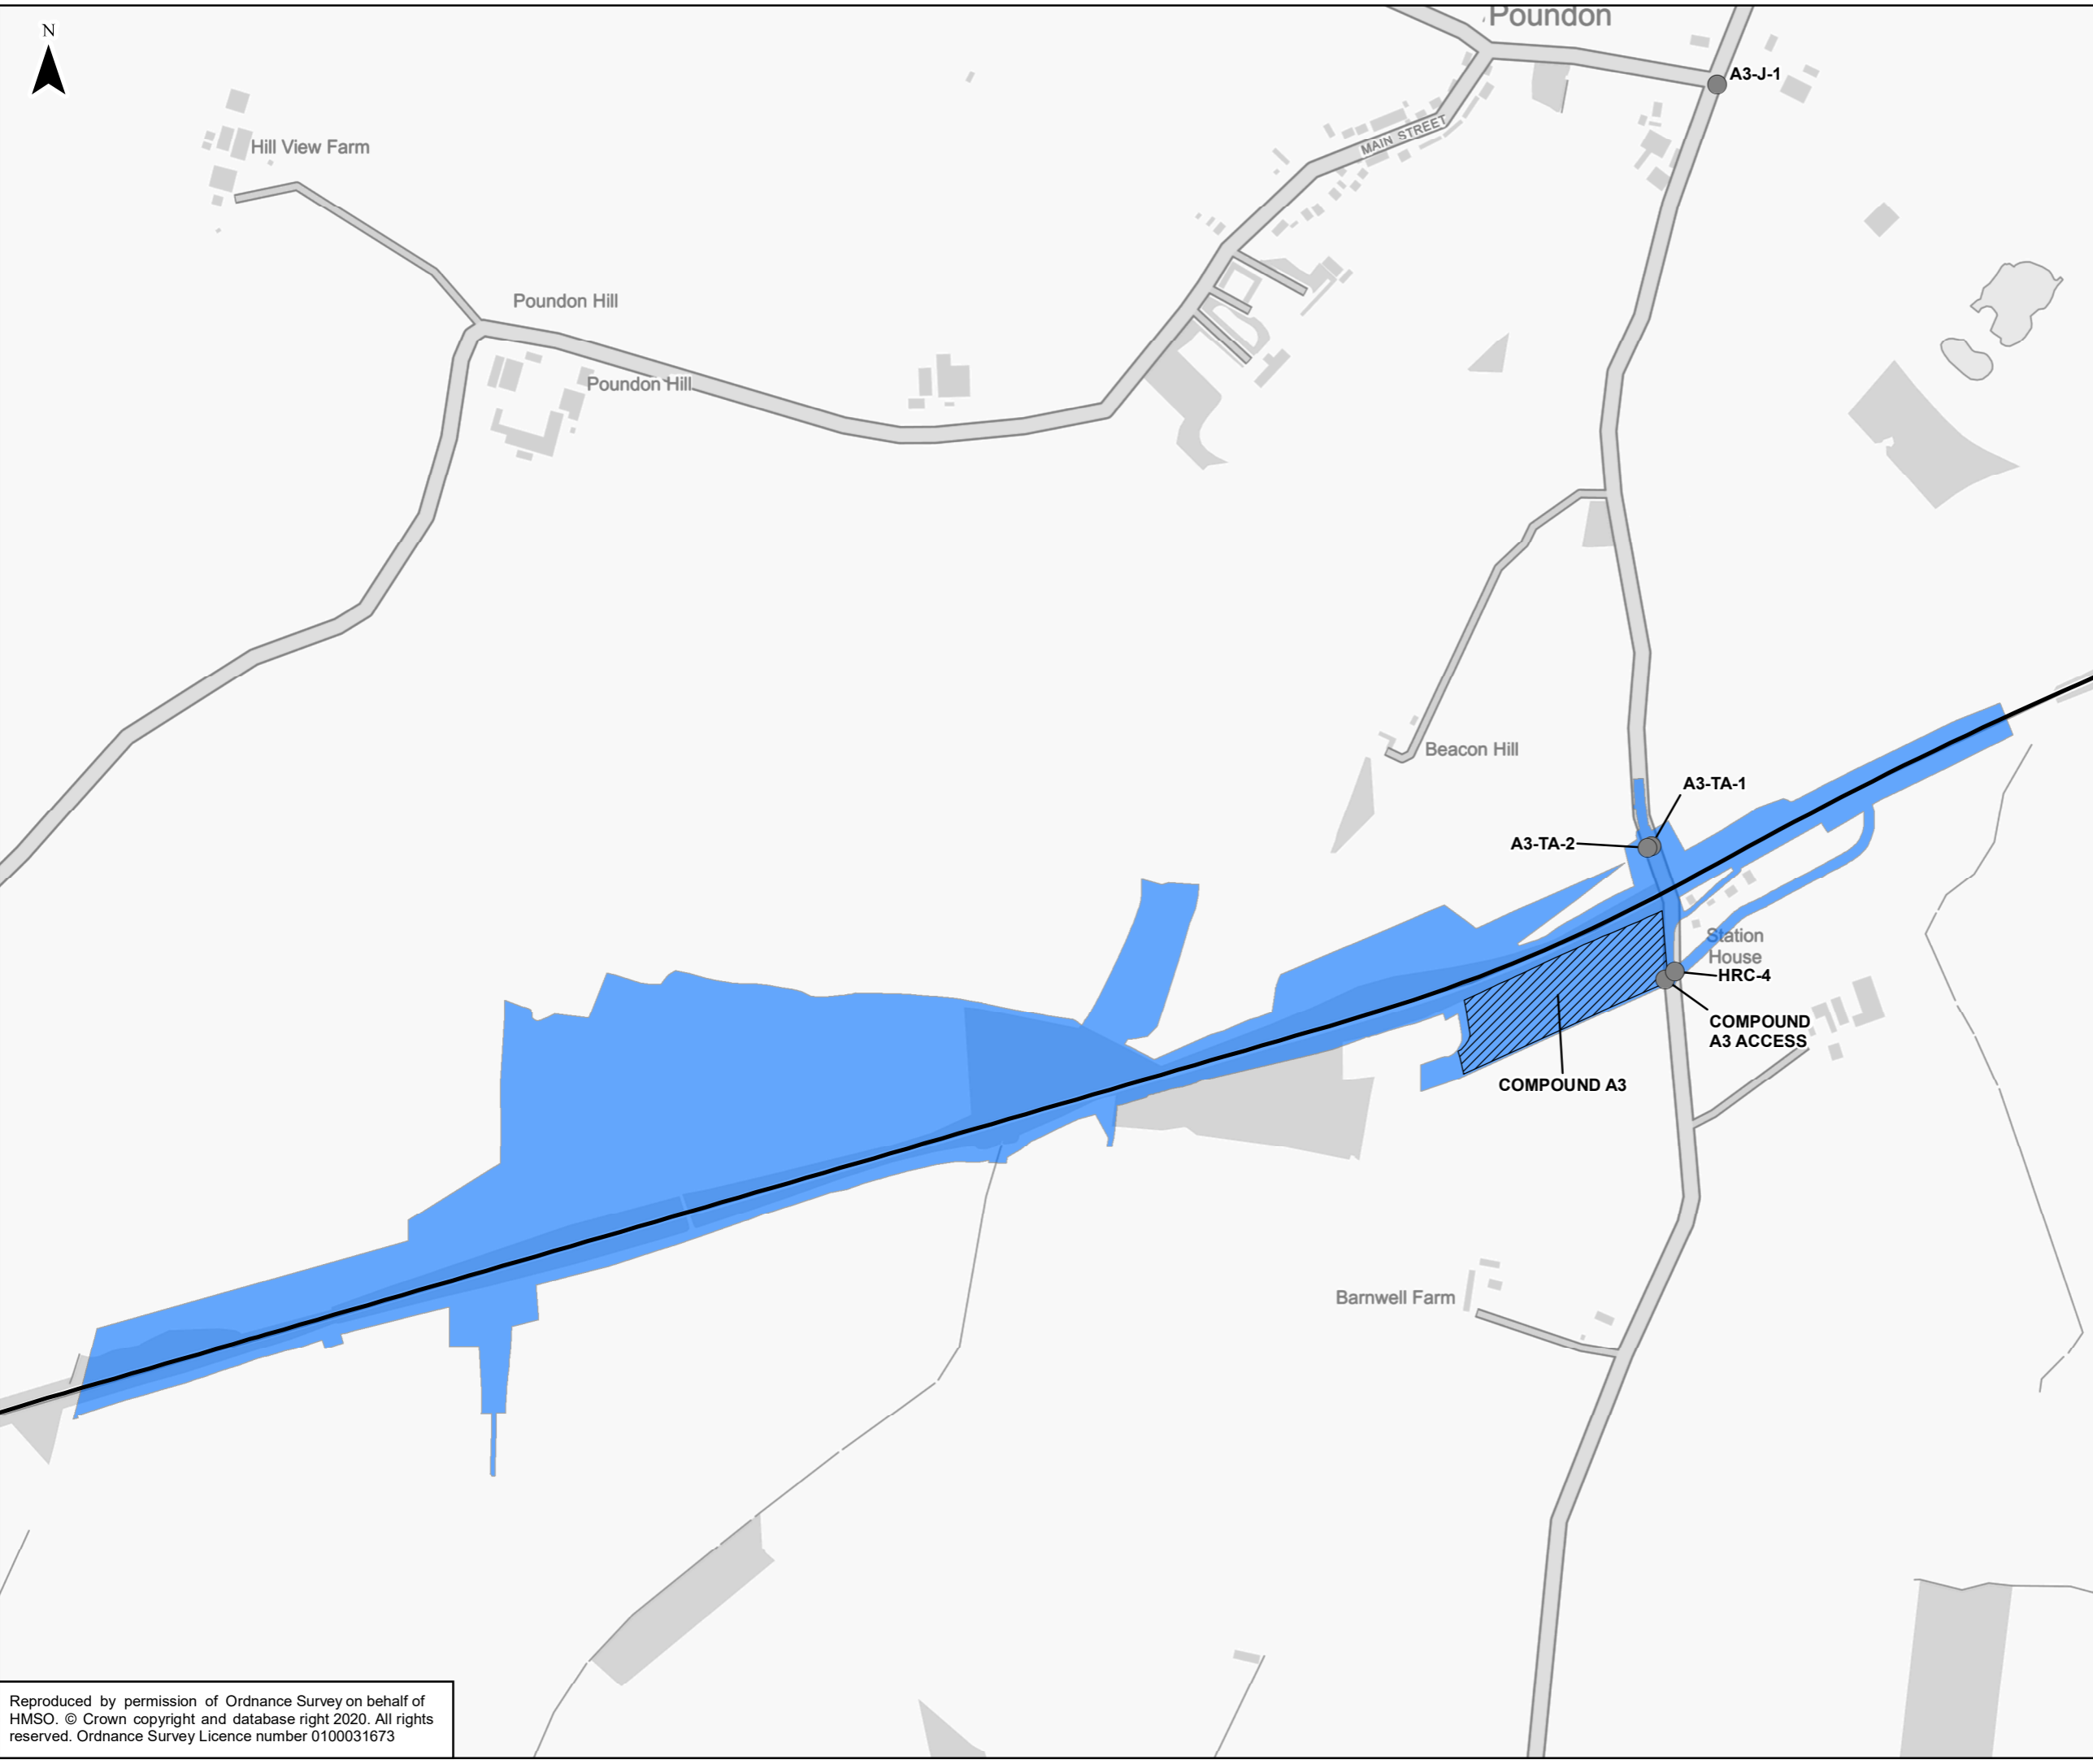 N
Poundon
A3-J-1
MAIN STREET
Hill View Farm
Poundon Hill
Poundon Hill
Beacon Hill
A3-TA-1
A3-TA-2
Station
House
HRC-4
COMPOUND
A3 ACCESS
COMPOUND A3
Barnwell Farm
Reproduced by permission of Ordnance Survey on behalf of
HMSO. © Crown copyright and database right 2020. All rights
reserved. Ordnance Survey Licence number 0100031673